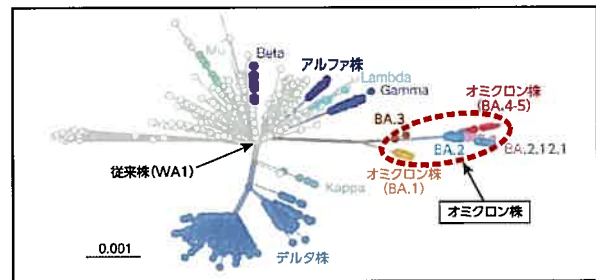 Mu
Beta
アルファ株
Lambda
Gamma
オミクロン株
(BA.4-5)
BA.3
BA.2
BA.2,12,1
従来株(WA1)
オミクロン株
(BA.1)
Kappa
オミクロン株
デルタ株
0.001